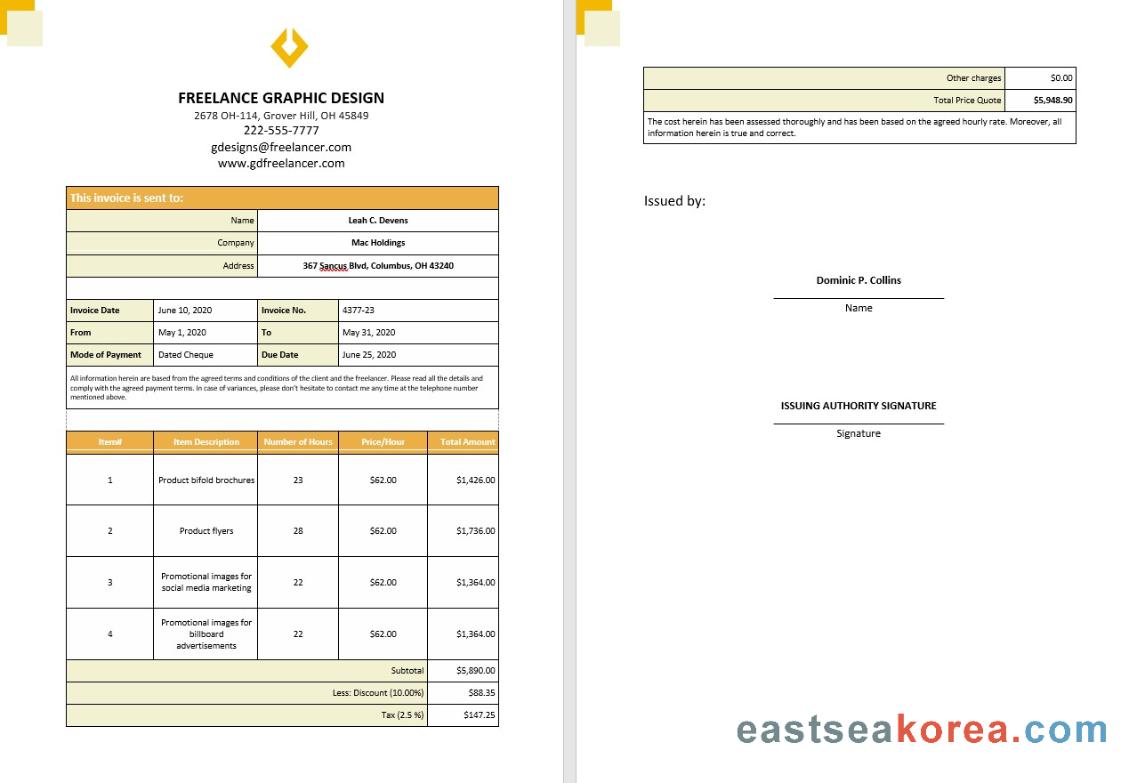 FREELANCE GRAPHIC DESIGN
2678 OH-114, Grover Hill, OH 45849
222-555-7777
gdesigns@freelancer.com
www.gdfreelancer.com
This invoice is sent to:
Name Leah C. Devens
Company Mac Holdings
Address 367 Sancus Blvd, Columbus, OH 43240
Invoice Date June 10, 2020 Invoice No. 4377-23
From May 1, 2020 To May 31, 2020
Mode of Payment Dated Cheque Due Date June 25, 2020
All information herein are based from the agreed terms and conditions of the client and the freelancer. Please read all the details and
comply with the agreed payment terms. In case of variances, please don't hesitate to contact me any time at the telephone number
mentioned above.
Item# Item Description Number of Hours Price/Hour Total Amount
1 Product bifold brochures 23 $62.00 $1,426.00
2 Product flyers 28 $62.00 $1,736.00
3 Promotional images for social media marketing 22 $62.00 $1,364.00
4 Promotional images for billboard advertisements 22 $62.00 $1,364.00
Subtotal $5,890.00
Less: Discount (10.00%) $88.35
Tax (2.5 %) $147.25
Other charges $0.00
Total Price Quote $5,948.90
The cost herein has been assessed thoroughly and has been based on the agreed hourly rate. Moreover, all
information herein is true and correct.
Issued by:
Dominic P. Collins
Name
ISSUING AUTHORITY SIGNATURE
Signature
eastseakorea.com